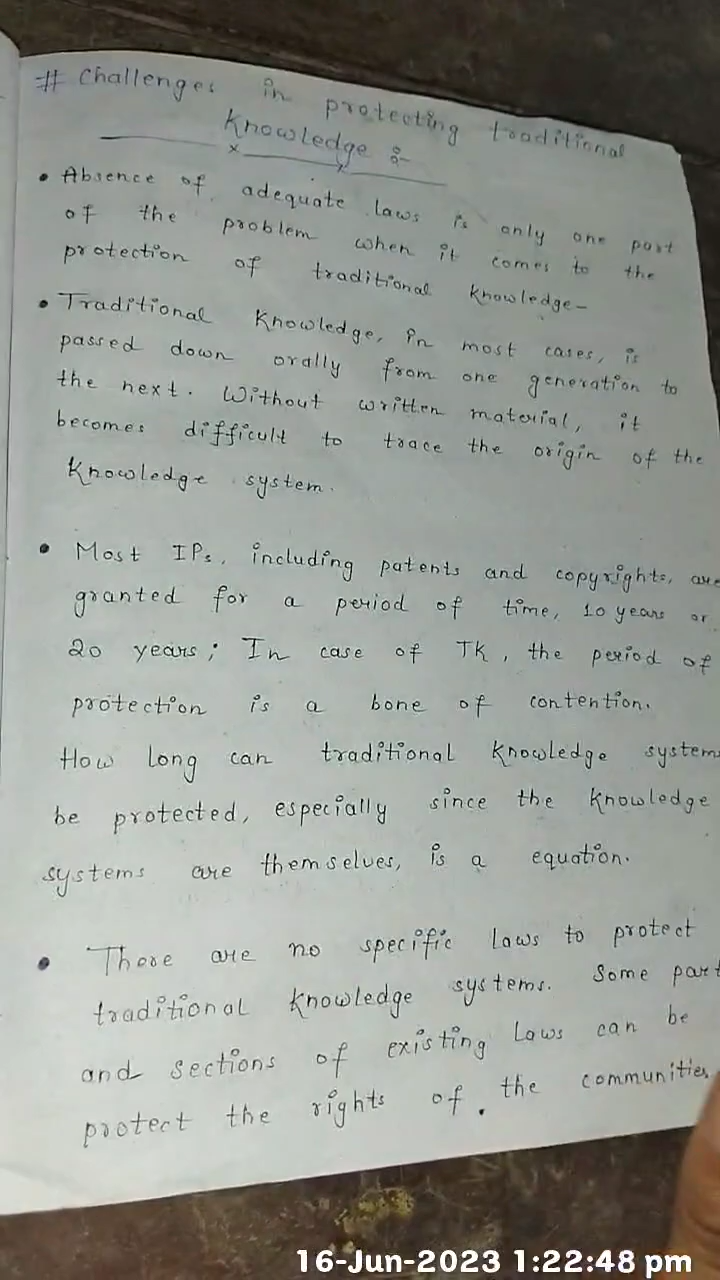 # Challenges in protecting traditional
Knowledge :-
• Absence of adequate laws is only one part
of the problem when it comes to the
protection of traditional knowledge-
• Traditional knowledge, in most cases, is
passed down orally from one generation to
the next. Without written material, it
becomes difficult to trace the origin of the
knowledge system.
• Most IPs, including patents and copyrights, are
granted for a period of time, 10 years or
20 years; In case of TK, the period of
protection is a bone of contention.
How long can traditional knowledge system
be protected, especially since the knowledge
systems are themselves, is a equation.
• There are no specific laws to protect
traditional knowledge systems. Some part
and sections of existing laws can be
protect the rights of. the communities,
16-Jun-2023 1:22:48 pm